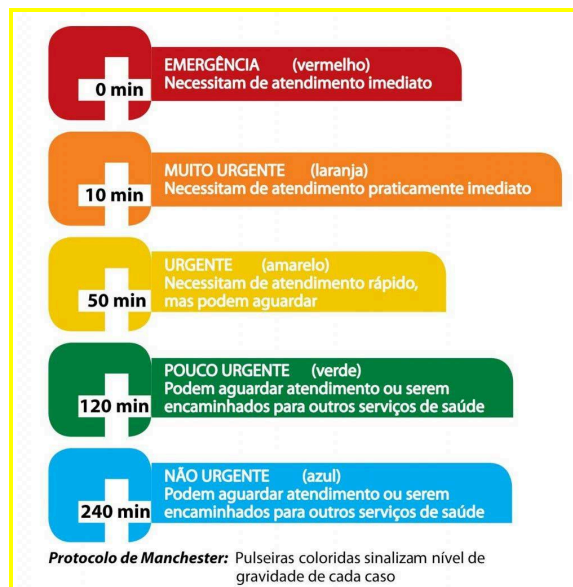 EMERGÊNCIA (vermelho)
Necessitam de atendimento imediato
0 min
MUITO URGENTE (laranja)
Necessitam de atendimento praticamente imediato
10 min
URGENTE (amarelo)
Necessitam de atendimento rápido,
mas podem aguardar
50 min
POUCO URGENTE (verde)
Podem aguardar atendimento ou serem
encaminhados para outros serviços de saúde
120 min
NÃO URGENTE (azul)
Podem aguardar atendimento ou serem
encaminhados para outros serviços de saúde
240 min
Protocolo de Manchester: Pulseiras coloridas sinalizam nível de
gravidade de cada caso